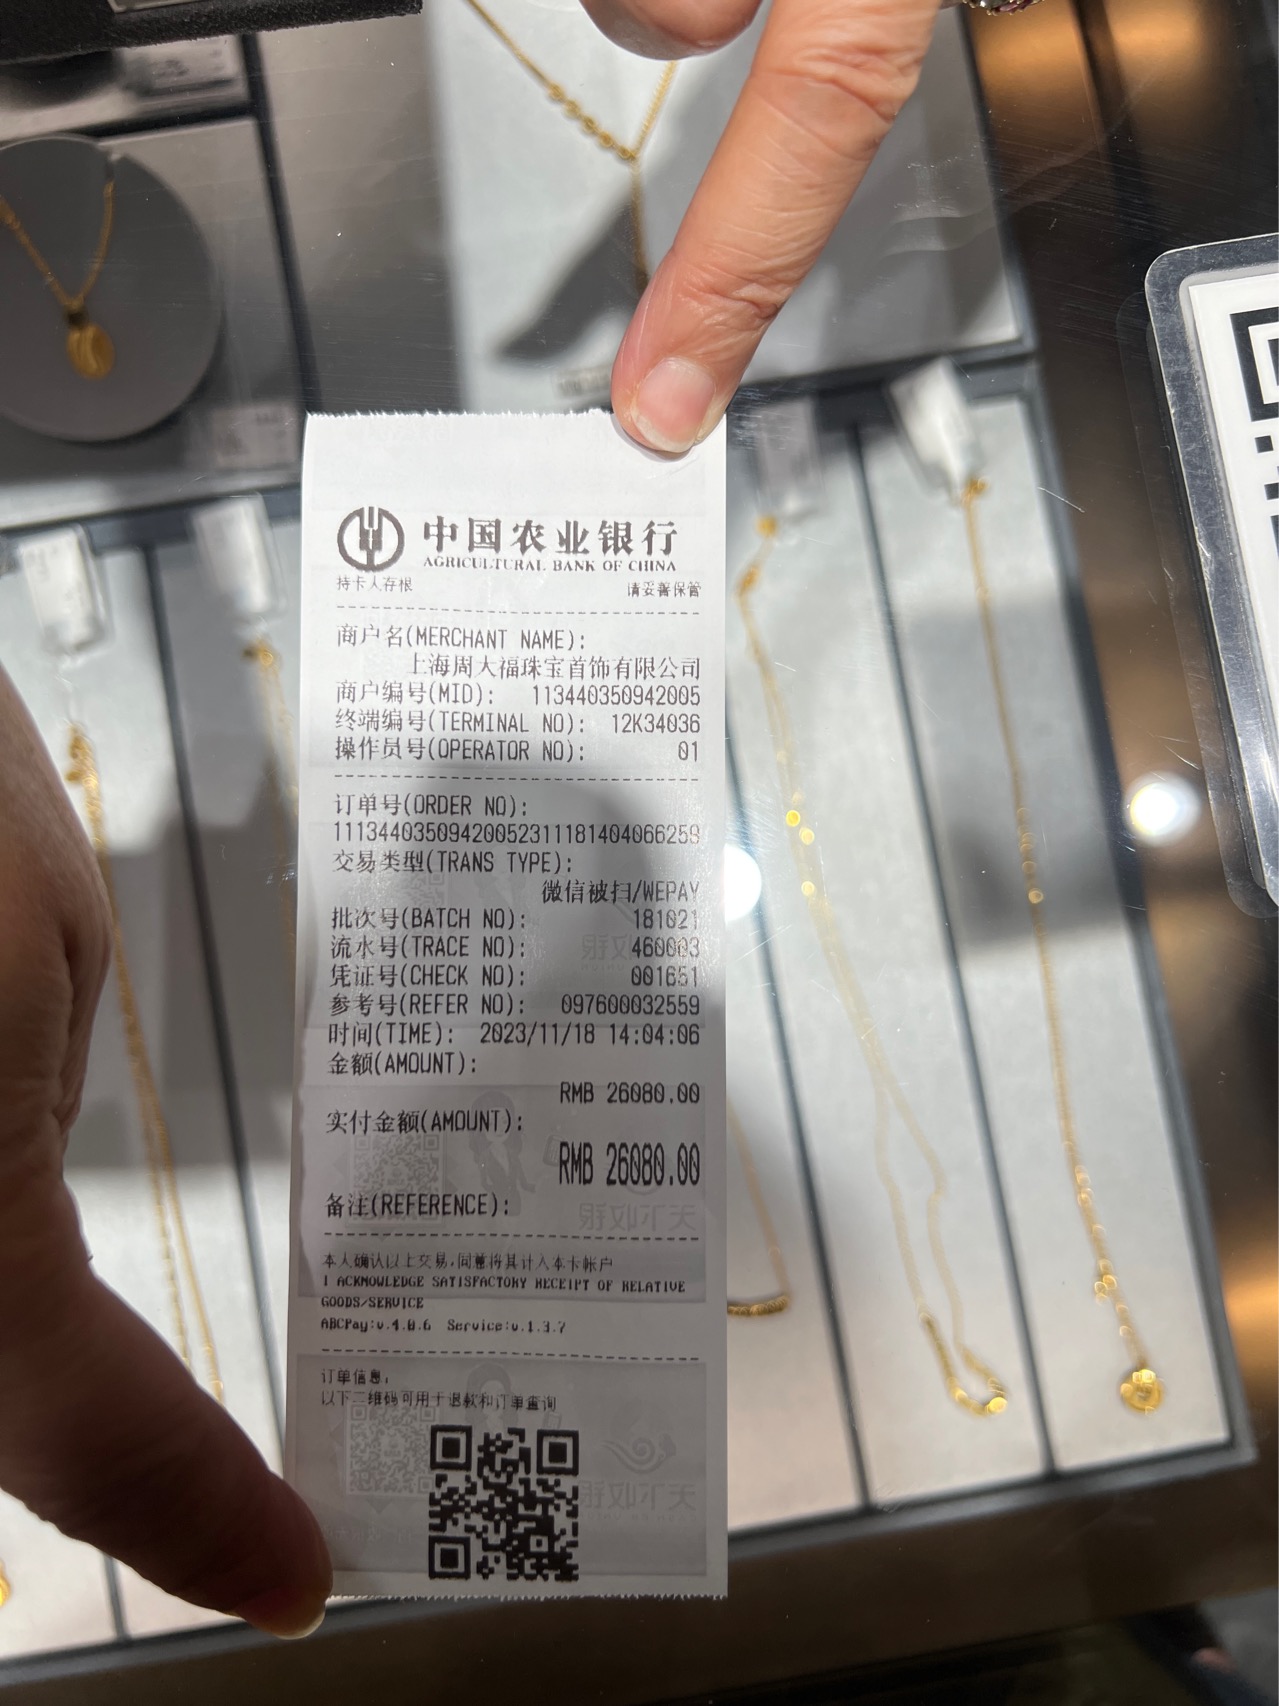 中国农业银行
AGRICULTURAL BANK OF CHINA
持卡人存根 请妥善保管
商户名(MERCHANT NAME):
上海周大福珠宝首饰有限公司
商户编号(MID): 113440350942005
终端编号(TERMINAL NO): 12K34036
操作员号(OPERATOR NO): 01
订单号(ORDER NO):
11134403509420052311181404066259
交易类型(TRANS TYPE):
微信被扫/WEPAY
批次号(BATCH NO): 181021
流水号(TRACE NO): 460003
凭证号(CHECK NO): 001651
参考号(REFER NO): 097600032559
时间(TIME): 2023/11/18 14:04:06
金额(AMOUNT):
RMB 26080.00
实付金额(AMOUNT):
RMB 26080.00
备注(REFERENCE):
本人确认以上交易,同意将其计入本卡帐户
I ACKNOWLEDGE SATISFACTORY RECEIPT OF RELATIVE
GOODS/SERVICE
ABCPay:v.4.0.6 Service:v.1.3.7
订单信息:
以下二维码可用于退款和订单查询